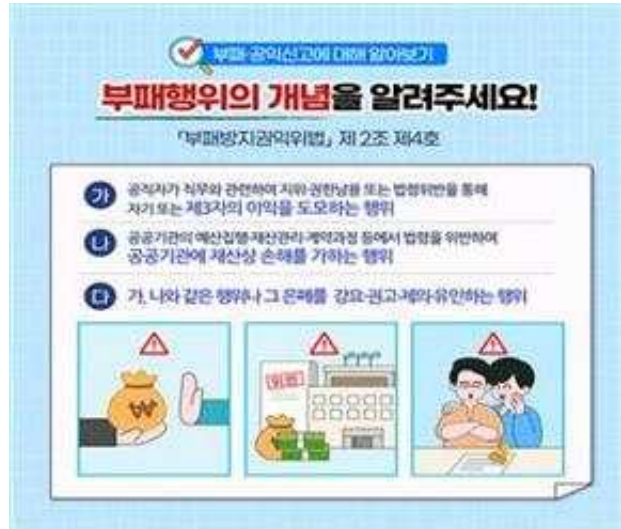 부패·공익신고에 대해 알아보기
부패행위의 개념을 알려주세요!
「부패방지권익위법」 제 2조 제4호
가 공직자가 직무와 관련하여 지위·권한남용 또는 법령위반을 통해
자기 또는 제3자의 이익을 도모하는 행위
나 공공기관의 예산집행·재산관리·계약과정 등에서 법령을 위반하여
공공기관에 재산상 손해를 가하는 행위
다 가, 나와 같은 행위나 그 은폐를 강요·권고·제의·유인하는 행위
위법